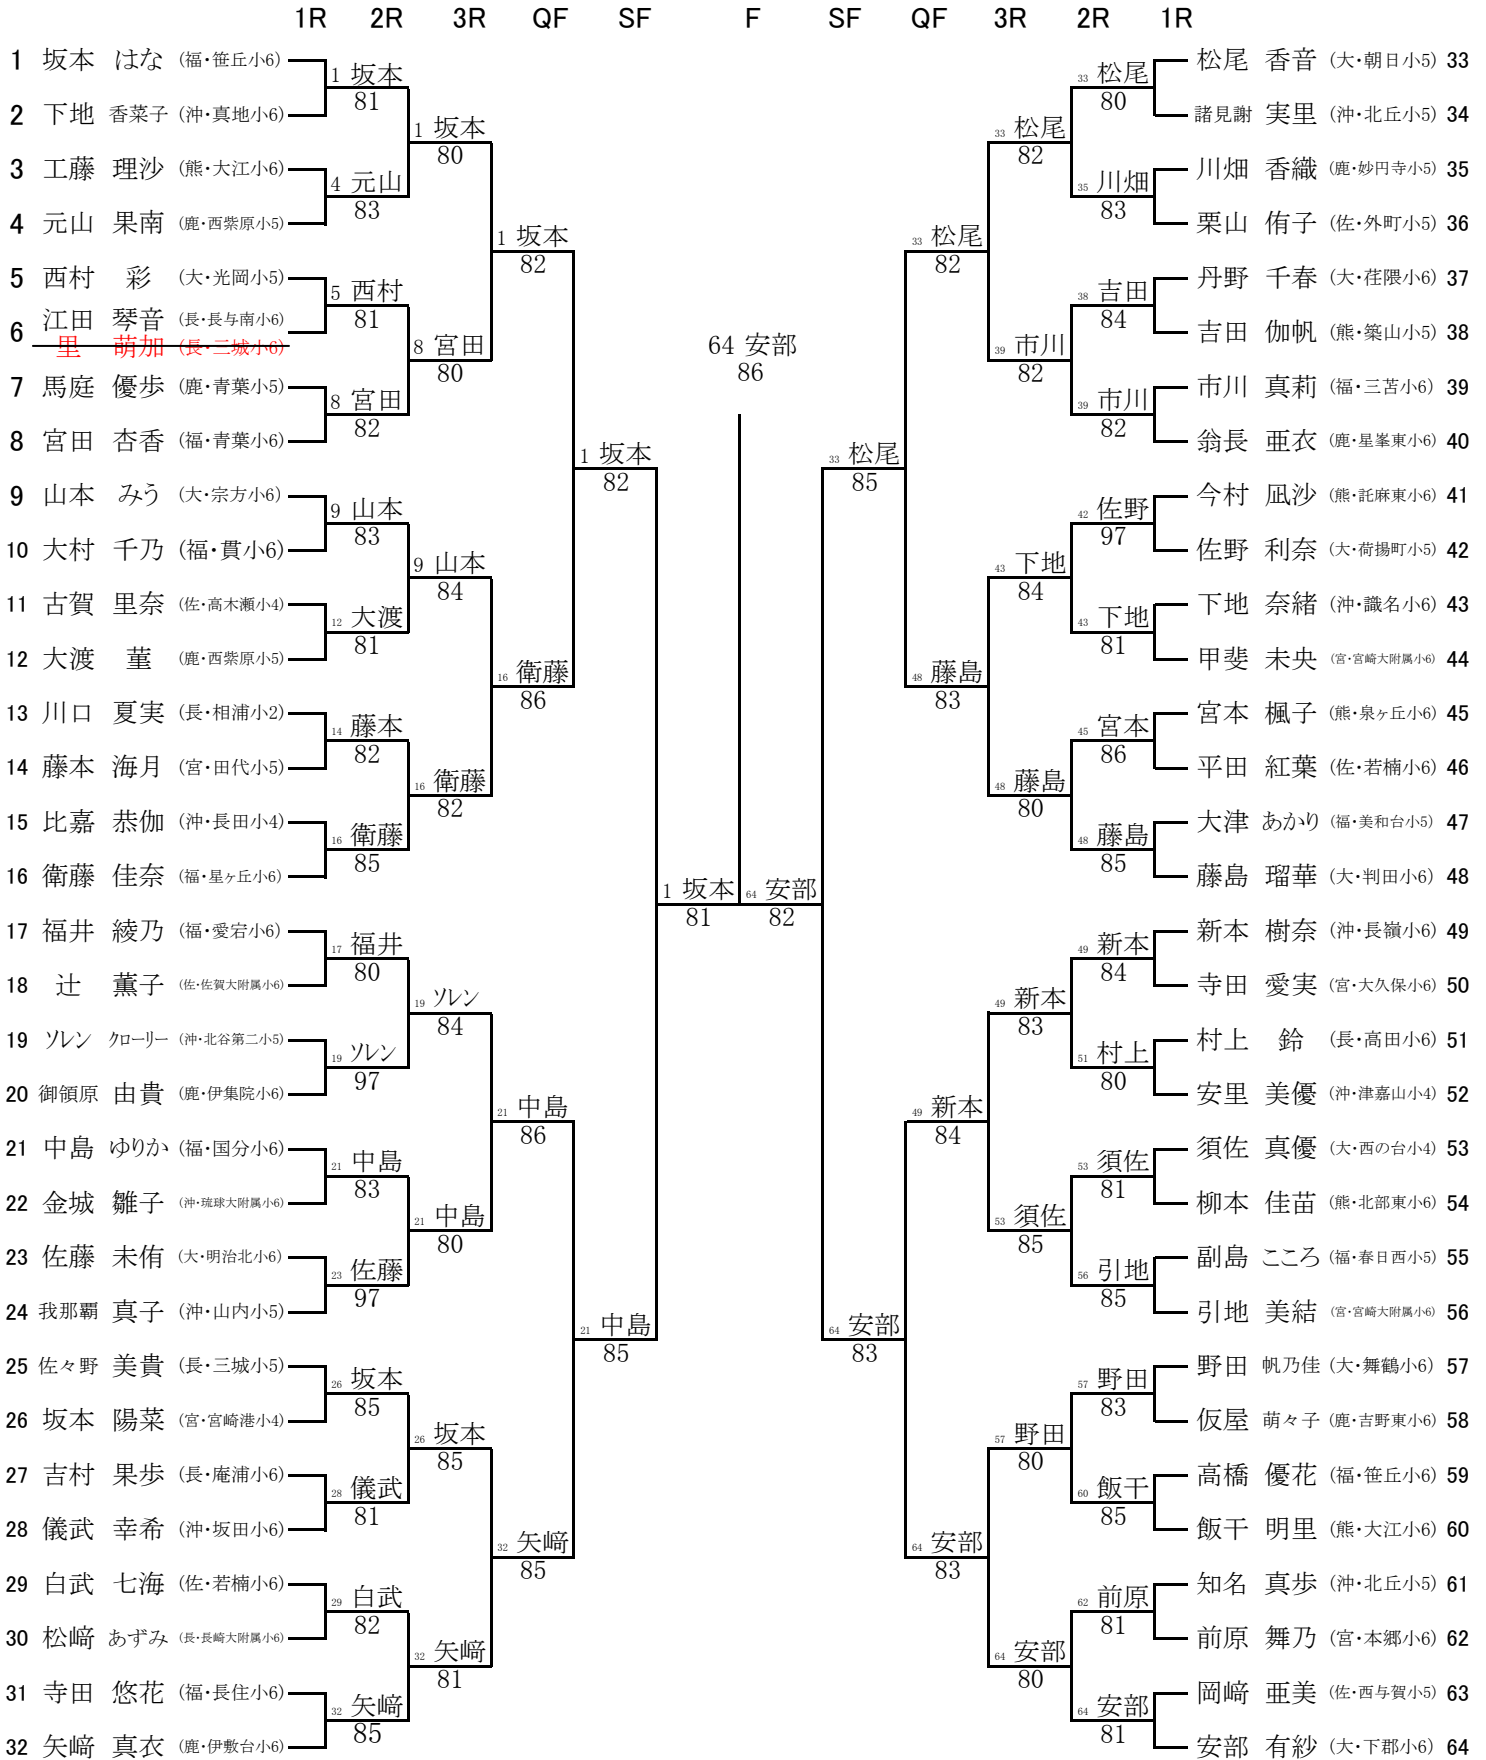 1R 2R 3R QF SF F SF QF 3R 2R 1R
1 坂本 はな (福・笹丘小6)
1 坂本
81
2 下地 香菜子 (沖・真地小6)
1 坂本
80
3 工藤 理沙 (熊・大江小6)
4 元山
83
4 元山 果南 (鹿・西紫原小5)
1 坂本
82
5 西村 彩 (大・光岡小5)
5 西村
81
6 江田 琴音 (長・長与南小6)
里 萌加 (長・三城小6)
8 宮田
80
7 馬庭 優歩 (鹿・青葉小5)
8 宮田
82
8 宮田 杏香 (福・青葉小6)
1 坂本
82
9 山本 みう (大・宗方小6)
9 山本
83
10 大村 千乃 (福・貫小6)
9 山本
84
11 古賀 里奈 (佐・高木瀬小4)
12 大渡
81
12 大渡 菫 (鹿・西紫原小5)
16 衛藤
86
13 川口 夏実 (長・相浦小2)
14 藤本
82
14 藤本 海月 (宮・田代小5)
16 衛藤
82
15 比嘉 恭伽 (沖・長田小4)
16 衛藤
85
16 衛藤 佳奈 (福・星ヶ丘小6)
1 坂本
81
17 福井 綾乃 (福・愛宕小6)
17 福井
80
18 辻 薫子 (佐・佐賀大附属小6)
19 ソレン
84
19 ソレン クローリー (沖・北谷第二小5)
19 ソレン
97
20 御領原 由貴 (鹿・伊集院小6)
21 中島
86
21 中島 ゆりか (福・国分小6)
21 中島
83
22 金城 雛子 (沖・琉球大附属小6)
21 中島
80
23 佐藤 未侑 (大・明治北小6)
23 佐藤
97
24 我那覇 真子 (沖・山内小5)
21 中島
85
25 佐々野 美貴 (長・三城小5)
26 坂本
85
26 坂本 陽菜 (宮・宮崎港小4)
26 坂本
85
27 吉村 果歩 (長・庵浦小6)
28 儀武
81
28 儀武 幸希 (沖・坂田小6)
32 矢﨑
85
29 白武 七海 (佐・若楠小6)
29 白武
82
30 松﨑 あずみ (長・長崎大附属小6)
32 矢﨑
81
31 寺田 悠花 (福・長住小6)
32 矢﨑
85
32 矢﨑 真衣 (鹿・伊敷台小6)
64 安部
86
松尾 香音 (大・朝日小5) 33
33 松尾
80
諸見謝 実里 (沖・北丘小5) 34
33 松尾
82
川畑 香織 (鹿・妙円寺小5) 35
35 川畑
83
栗山 侑子 (佐・外町小5) 36
33 松尾
82
丹野 千春 (大・荏隈小6) 37
38 吉田
84
吉田 伽帆 (熊・築山小5) 38
39 市川
82
市川 真莉 (福・三苫小6) 39
39 市川
82
翁長 亜衣 (鹿・星峯東小6) 40
33 松尾
85
今村 凪沙 (熊・託麻東小6) 41
42 佐野
97
佐野 利奈 (大・荷揚町小5) 42
43 下地
84
下地 奈緒 (沖・識名小6) 43
43 下地
81
甲斐 未央 (宮・宮崎大附属小6) 44
48 藤島
83
宮本 楓子 (熊・泉ヶ丘小6) 45
45 宮本
86
平田 紅葉 (佐・若楠小6) 46
48 藤島
80
大津 あかり (福・美和台小5) 47
48 藤島
85
藤島 瑠華 (大・判田小6) 48
64 安部
82
新本 樹奈 (沖・長嶺小6) 49
49 新本
84
寺田 愛実 (宮・大久保小6) 50
49 新本
83
村上 鈴 (長・高田小6) 51
51 村上
80
安里 美優 (沖・津嘉山小4) 52
49 新本
84
須佐 真優 (大・西の台小4) 53
53 須佐
81
柳本 佳苗 (熊・北部東小6) 54
53 須佐
85
副島 こころ (福・春日西小5) 55
56 引地
85
引地 美結 (宮・宮崎大附属小6) 56
64 安部
83
野田 帆乃佳 (大・舞鶴小6) 57
57 野田
83
仮屋 萌々子 (鹿・吉野東小6) 58
57 野田
80
高橋 優花 (福・笹丘小6) 59
60 飯干
85
飯干 明里 (熊・大江小6) 60
64 安部
83
知名 真歩 (沖・北丘小5) 61
62 前原
81
前原 舞乃 (宮・本郷小6) 62
64 安部
80
岡﨑 亜美 (佐・西与賀小5) 63
64 安部
81
安部 有紗 (大・下郡小6) 64